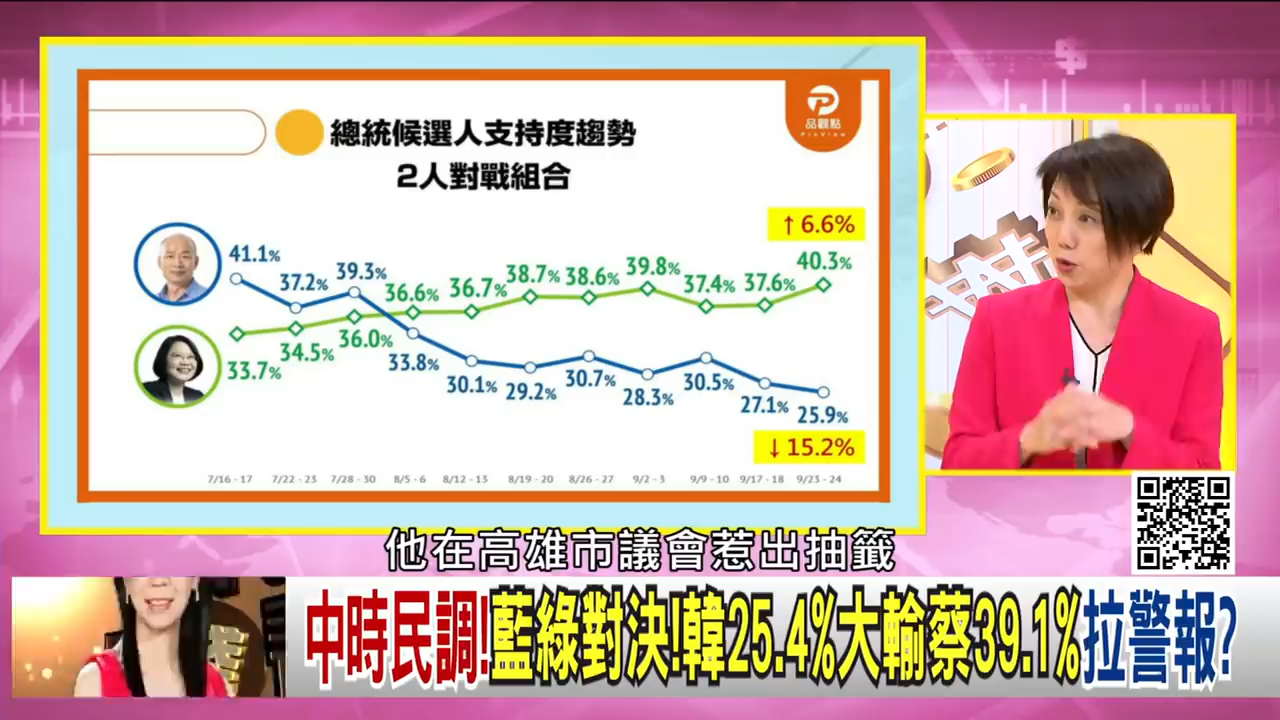 總統候選人支持度趨勢
2人對戰組合
品觀點
PinView
↑6.6%
41.1% 37.2% 39.3% 33.8% 30.1% 29.2% 30.7% 28.3% 30.5% 27.1% 25.9%
33.7% 34.5% 36.0% 36.6% 36.7% 38.7% 38.6% 39.8% 37.4% 37.6% 40.3%
↓15.2%
7/16 - 17 7/22 - 23 7/28 - 30 8/5 - 6 8/12 - 13 8/19 - 20 8/26 - 27 9/2 - 3 9/9 - 10 9/17 - 18 9/23 - 24
他在高雄市議會惹出抽籤
中時民調!藍綠對決!韓25.4%大輸蔡39.1%拉警報?